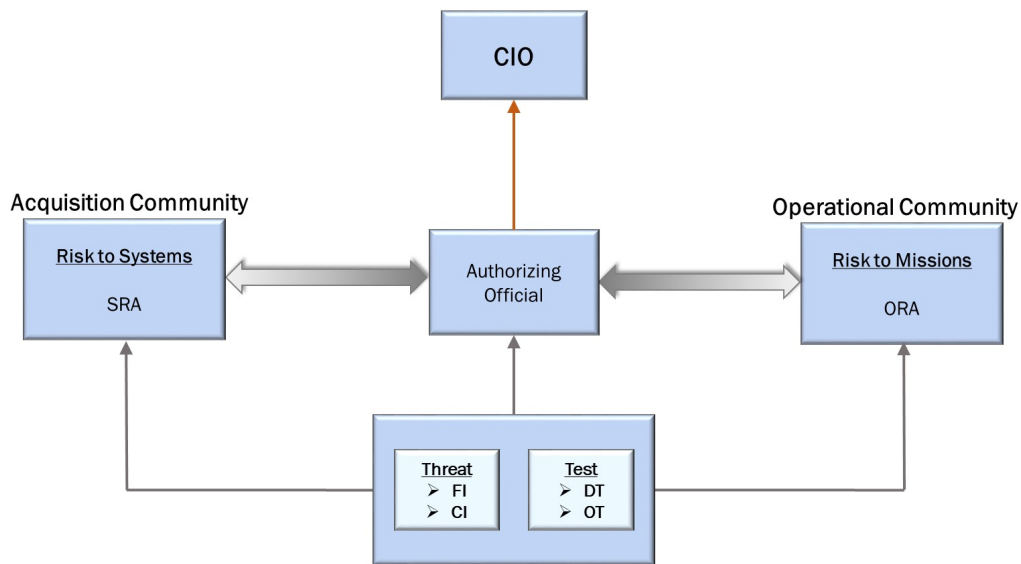 CIO
Acquisition Community
Risk to Systems
SRA
Authorizing
Official
Operational Community
Risk to Missions
ORA
Threat
➢ FI
➢ CI
Test
➢ DT
➢ OT